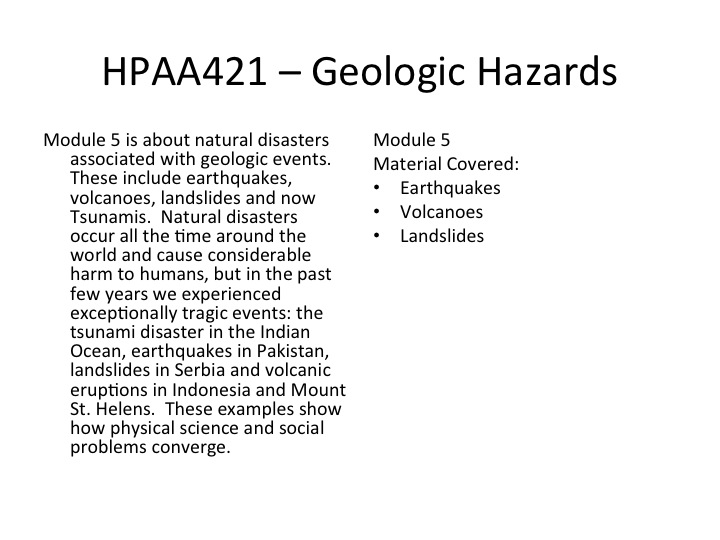 HPAA421 – Geologic Hazards
Module 5 is about natural disasters
associated with geologic events.
These include earthquakes,
volcanoes, landslides and now
Tsunamis.  Natural disasters
occur all the time around the
world and cause considerable
harm to humans, but in the past
few years we experienced
exceptionally tragic events: the
tsunami disaster in the Indian
Ocean, earthquakes in Pakistan,
landslides in Serbia and volcanic
eruptions in Indonesia and Mount
St. Helens.  These examples show
how physical science and social
problems converge.
Module 5
Material Covered:
• Earthquakes
• Volcanoes
• Landslides